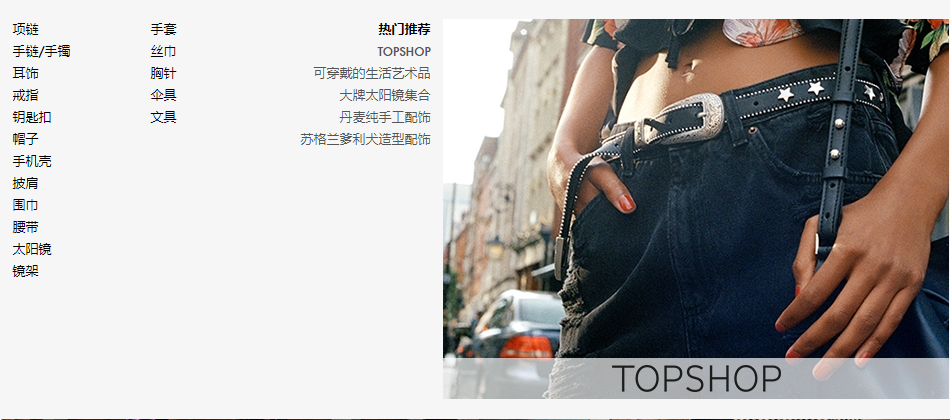 项链
手链/手镯
耳饰
戒指
钥匙扣
帽子
手机壳
披肩
围巾
腰带
太阳镜
镜架
手套
丝巾
胸针
伞具
文具
热门推荐
TOPSHOP
可穿戴的生活艺术品
大牌太阳镜集合
丹麦纯手工配饰
苏格兰爹利犬造型配饰
TOPSHOP